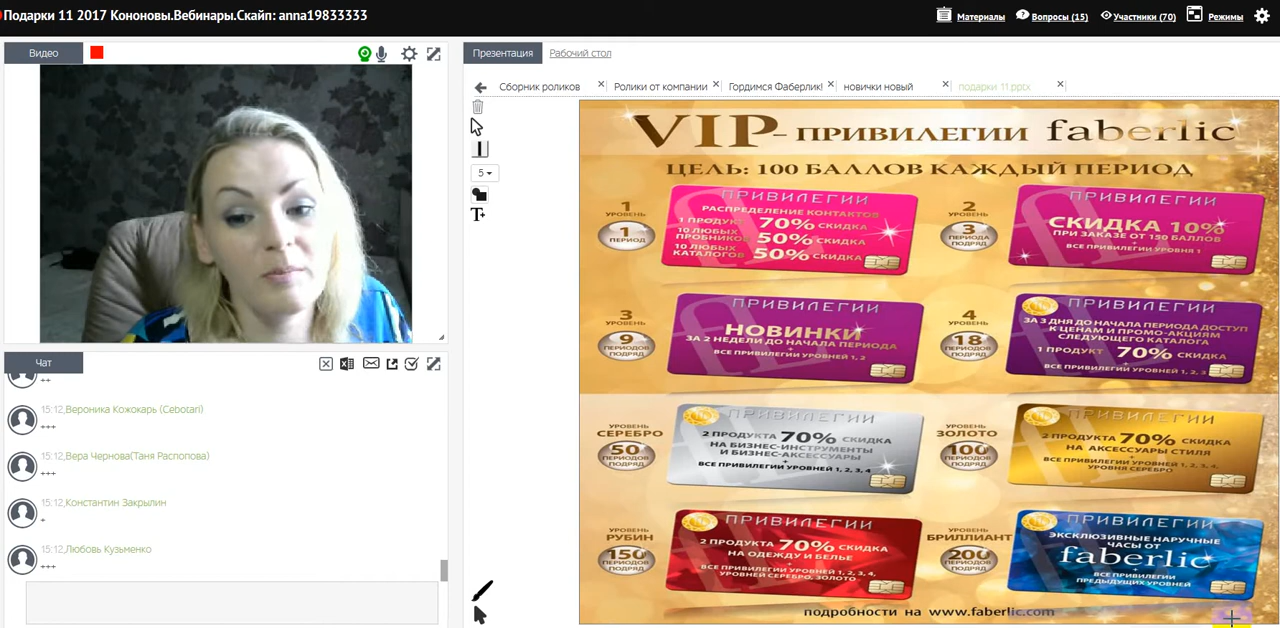 Подарки 11 2017 Кононовы.Вебинары.Скайп: anna19833333
Материалы
Вопросы (15)
Участники (70)
Режимы
Видео
Презентация
Рабочий стол
Сборник роликов
Ролики от компании
Гордимся Фаберлик!
новички новый
подарки 11.pptx
5
T+
VIP- ПРИВИЛЕГИИ faberlic
ЦЕЛЬ: 100 БАЛЛОВ КАЖДЫЙ ПЕРИОД
1
УРОВЕНЬ
1
ПЕРИОД
ПРИВИЛЕГИИ
РАСПРЕДЕЛЕНИЕ КОНТАКТОВ
1 ПРОДУКТ 70% СКИДКА
10 ЛЮБЫХ ПРОБНИКОВ 50% СКИДКА
10 ЛЮБЫХ КАТАЛОГОВ 50% СКИДКА
2
УРОВЕНЬ
3
ПЕРИОДА
ПОДРЯД
ПРИВИЛЕГИИ
СКИДКА 10%
ПРИ ЗАКАЗЕ ОТ 150 БАЛЛОВ
+
ВСЕ ПРИВИЛЕГИИ УРОВНЯ 1
3
УРОВЕНЬ
9
ПЕРИОДОВ
ПОДРЯД
ПРИВИЛЕГИИ
НОВИНКИ
ЗА 2 НЕДЕЛИ ДО НАЧАЛА ПЕРИОДА
+
ВСЕ ПРИВИЛЕГИИ УРОВНЕЙ 1, 2
4
УРОВЕНЬ
18
ПЕРИОДОВ
ПОДРЯД
ПРИВИЛЕГИИ
ЗА 3 ДНЯ ДО НАЧАЛА ПЕРИОДА ДОСТУП
К ЦЕНАМ И ПРОМО-АКЦИЯМ
СЛЕДУЮЩЕГО КАТАЛОГА
1 ПРОДУКТ 70% СКИДКА
+
ВСЕ ПРИВИЛЕГИИ УРОВНЕЙ 1, 2, 3
УРОВЕНЬ
СЕРЕБРО
50
ПЕРИОДОВ
ПОДРЯД
ПРИВИЛЕГИИ
2 ПРОДУКТА 70% СКИДКА
НА БИЗНЕС-ИНСТРУМЕНТЫ
И БИЗНЕС-АКСЕССУАРЫ
+
ВСЕ ПРИВИЛЕГИИ УРОВНЕЙ 1, 2, 3, 4
УРОВЕНЬ
ЗОЛОТО
100
ПЕРИОДОВ
ПОДРЯД
ПРИВИЛЕГИИ
2 ПРОДУКТА 70% СКИДКА
НА АКСЕССУАРЫ СТИЛЯ
+
ВСЕ ПРИВИЛЕГИИ УРОВНЕЙ 1, 2, 3, 4,
УРОВНЯ СЕРЕБРО
УРОВЕНЬ
РУБИН
150
ПЕРИОДОВ
ПОДРЯД
ПРИВИЛЕГИИ
2 ПРОДУКТА 70% СКИДКА
НА ОДЕЖДУ И БЕЛЬЕ
+
ВСЕ ПРИВИЛЕГИИ УРОВНЕЙ 1, 2, 3, 4,
УРОВНЕЙ СЕРЕБРО, ЗОЛОТО
УРОВЕНЬ
БРИЛЛИАНТ
200
ПЕРИОДОВ
ПОДРЯД
ПРИВИЛЕГИИ
ЭКСКЛЮЗИВНЫЕ НАРУЧНЫЕ
ЧАСЫ ОТ
faberlic
+
ВСЕ ПРИВИЛЕГИИ
ПРЕДЫДУЩИХ УРОВНЕЙ
подробности на www.faberlic.com
Чат
++
15:12,Вероника Кожокарь (Cebotari)
+++
15:12,Вера Чернова(Таня Распопова)
+++
15:12,Константин Закрылин
+
15:12,Любовь Кузьменко
+++